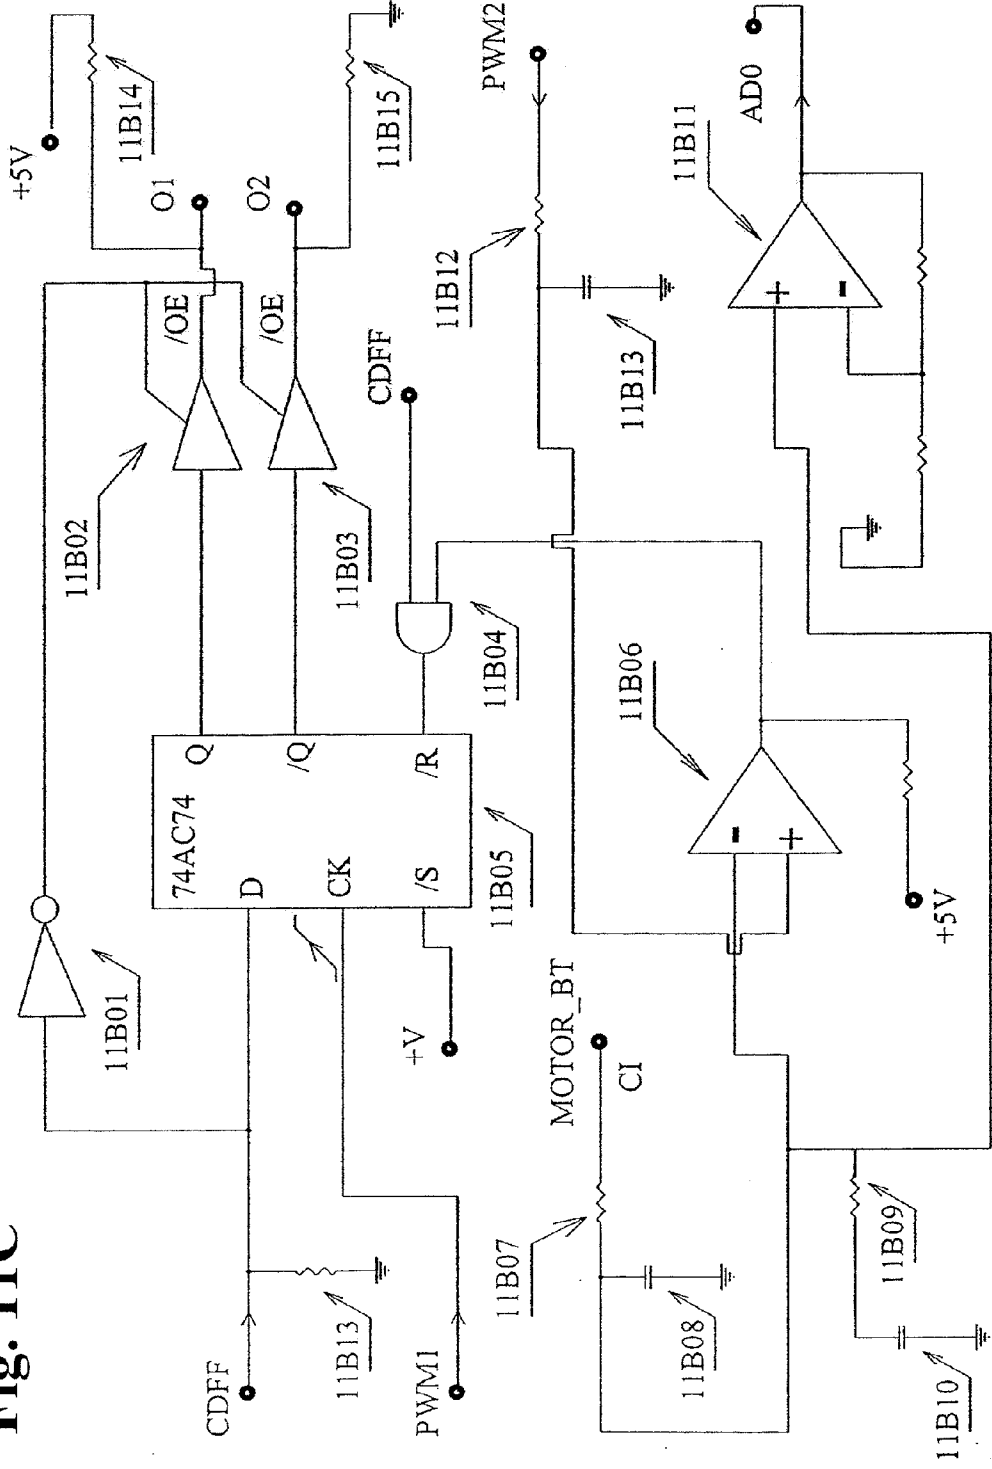 Fig. 11C
+5V
11B14
11B15
O1
O2
/OE
/OE
11B02
11B03
CDFF
11B04
PWM2
11B12
11B13
11B11
AD0
11B01
74AC74
D
CK
/S
Q
/Q
/R
11B05
+V
CDFF
11B13
PWM1
11B06
-
+
+5V
+
-
MOTOR_BT
CI
11B07
11B08
11B09
11B10